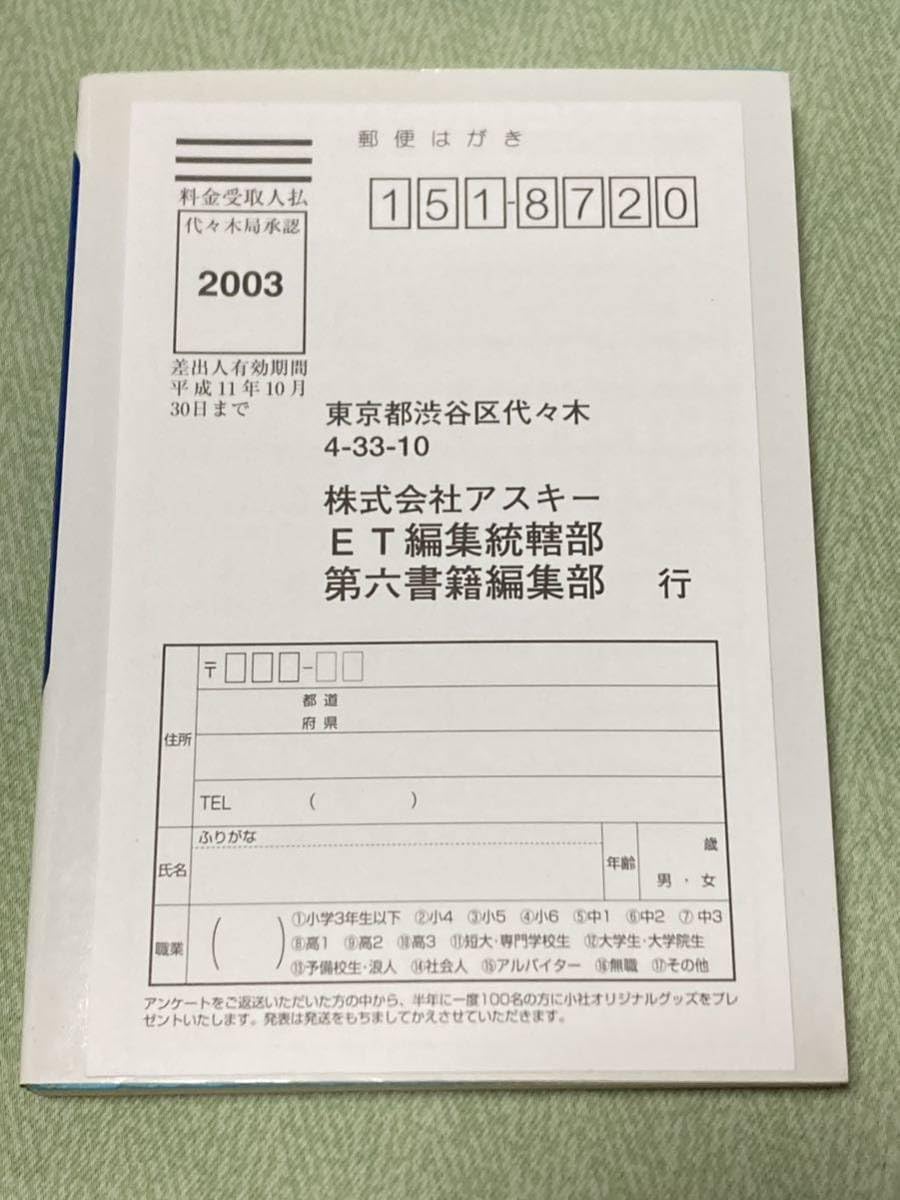 郵便はがき
料金受取人払
代々木局承認
2003
差出人有効期間
平成11年10月
30日まで
151-8720
東京都渋谷区代々木
4-33-10
株式会社アスキー
ET編集統轄部
第六書籍編集部 行
住所
〒□□□-□□
都道
府県
TEL ( )
氏名
ふりがな
年齢
歳
男・女
職業
( )
①小学3年生以下 ②小4 ③小5 ④小6 ⑤中1 ⑥中2 ⑦中3
⑧高1 ⑨高2 ⑩高3 ⑪短大・専門学校生 ⑫大学生・大学院生
⑬予備校生・浪人 ⑭社会人 ⑮アルバイター ⑯無職 ⑰その他
アンケートをご返送いただいた方の中から、半年に一度100名の方に小社オリジナルグッズをプレ
ゼントいたします。発表は発送をもちましてかえさせていただきます。